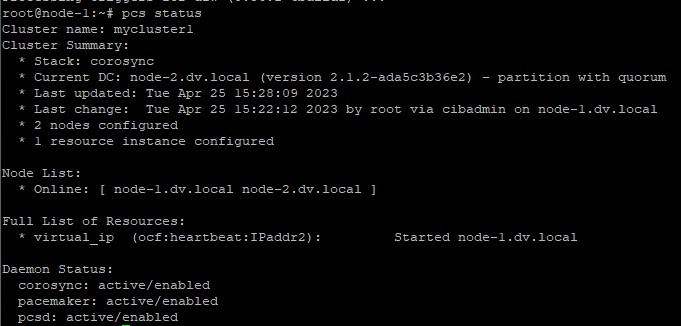 root@node-1:~# pcs status
Cluster name: mycluster1
Cluster Summary:
  * Stack: corosync
  * Current DC: node-2.dv.local (version 2.1.2-ada5c3b36e2) - partition with quorum
  * Last updated: Tue Apr 25 15:28:09 2023
  * Last change:  Tue Apr 25 15:22:12 2023 by root via cibadmin on node-1.dv.local
  * 2 nodes configured
  * 1 resource instance configured

Node List:
  * Online: [ node-1.dv.local node-2.dv.local ]

Full List of Resources:
  * virtual_ip  (ocf:heartbeat:IPaddr2):         Started node-1.dv.local

Daemon Status:
  corosync: active/enabled
  pacemaker: active/enabled
  pcsd: active/enabled